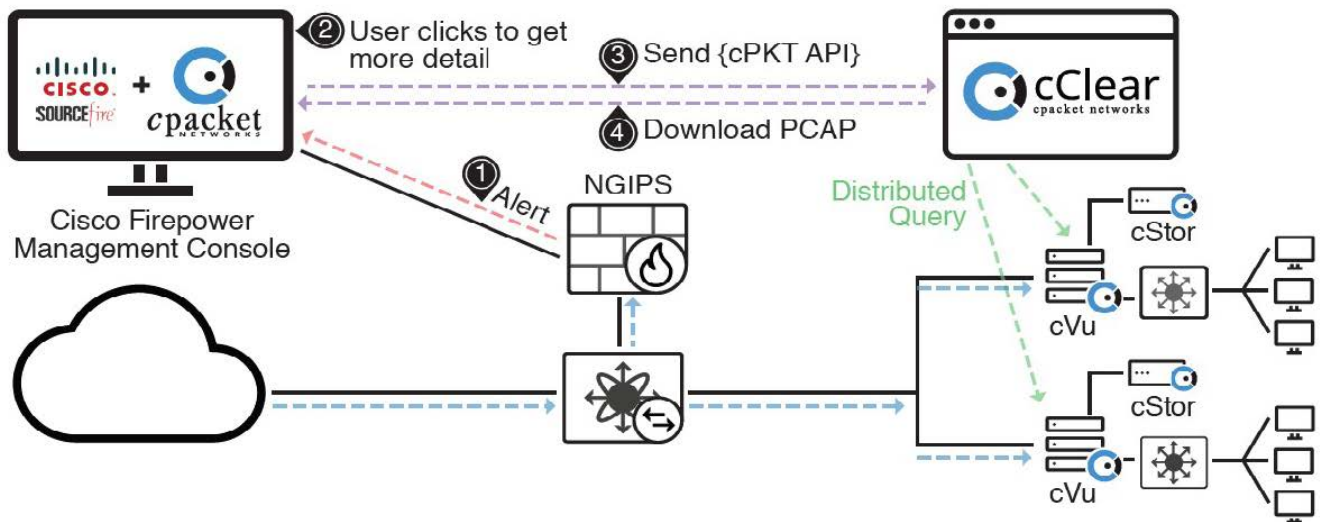 CISCO
SOURCEfire
+
cpacket
NETWORKS
2 User clicks to get
more detail
3 Send {cPKT API}
4 Download PCAP
cClear
cpacket networks
Cisco Firepower
Management Console
1 Alert
NGIPS
Distributed
Query
cStor
cVu
cStor
cVu